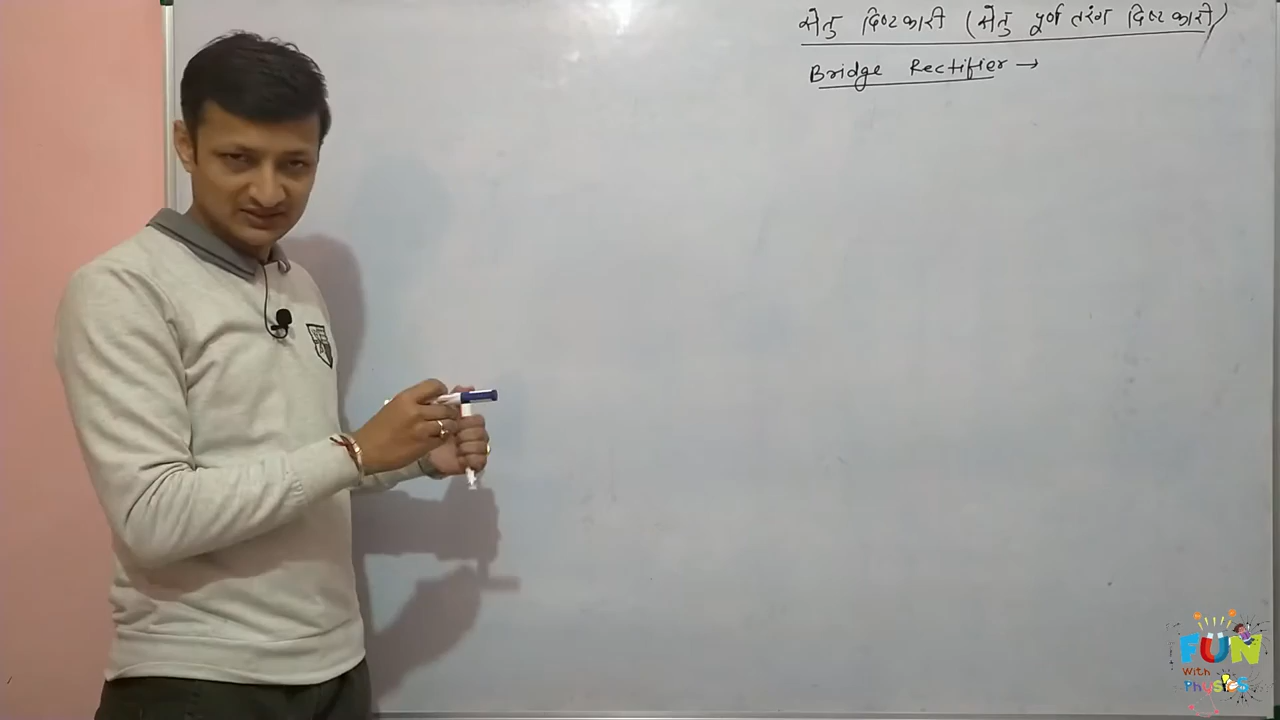 सेतु दिष्टकारी (सेतु पूर्ण तरंग दिष्टकारी)
Bridge Rectifier →
FUN
With
Physics